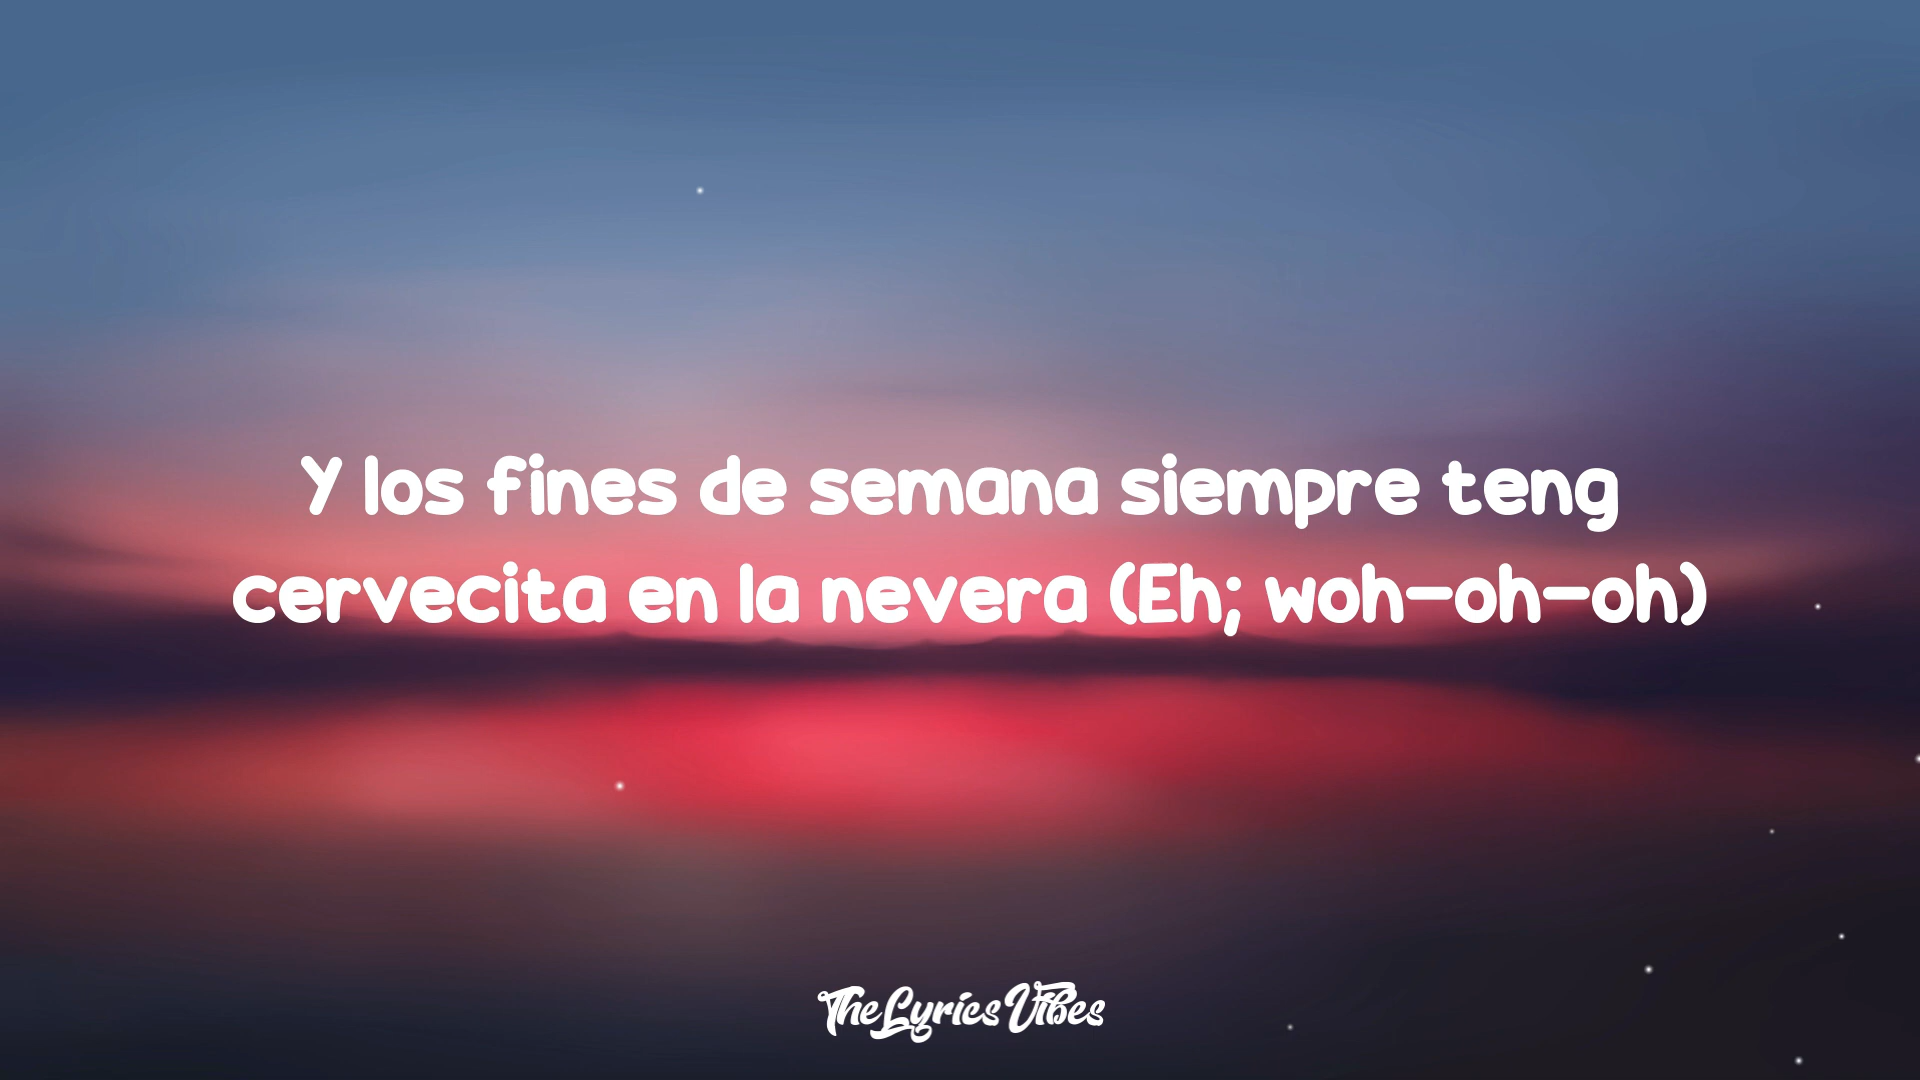 Y los fines de semana siempre teng
cervecita en la nevera (Eh; woh-oh-oh)
TheLyricsVibes